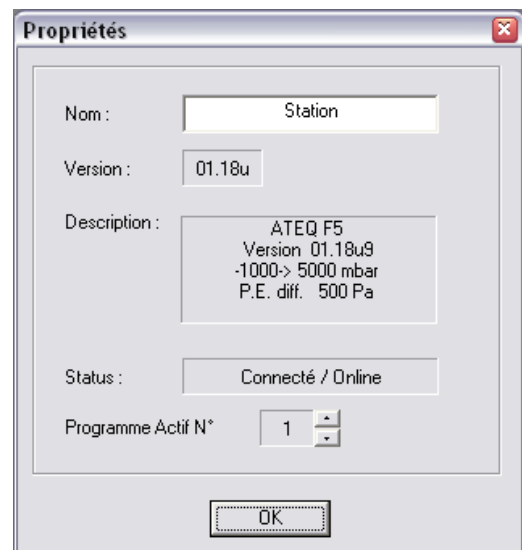 Propriétés
Nom : Station
Version : 01.18u
Description : ATEQ F5
Version 01.18u9
-1000-> 5000 mbar
P.E. diff. 500 Pa
Status : Connecté / Online
Programme Actif N° 1
OK